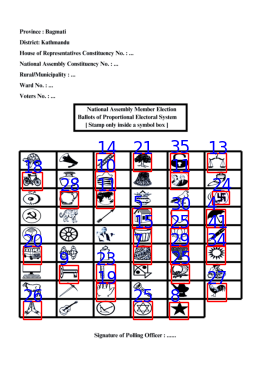 Province : Bagmati
District: Kathmandu
House of Representatives Constituency No. : ...
National Assembly Constituency No. : ...
Rural/Municipality : ...
Ward No. : ...
Voters No. : ...
National Assembly Member Election
Ballots of Proportional Electoral System
[ Stamp only inside a symbol box ]
14 21 35 13
18 10
28 11 24
5 30 4
15 25
20 7 29 34
9 23
19 27
26 25 8
Signature of Polling Officer : ......